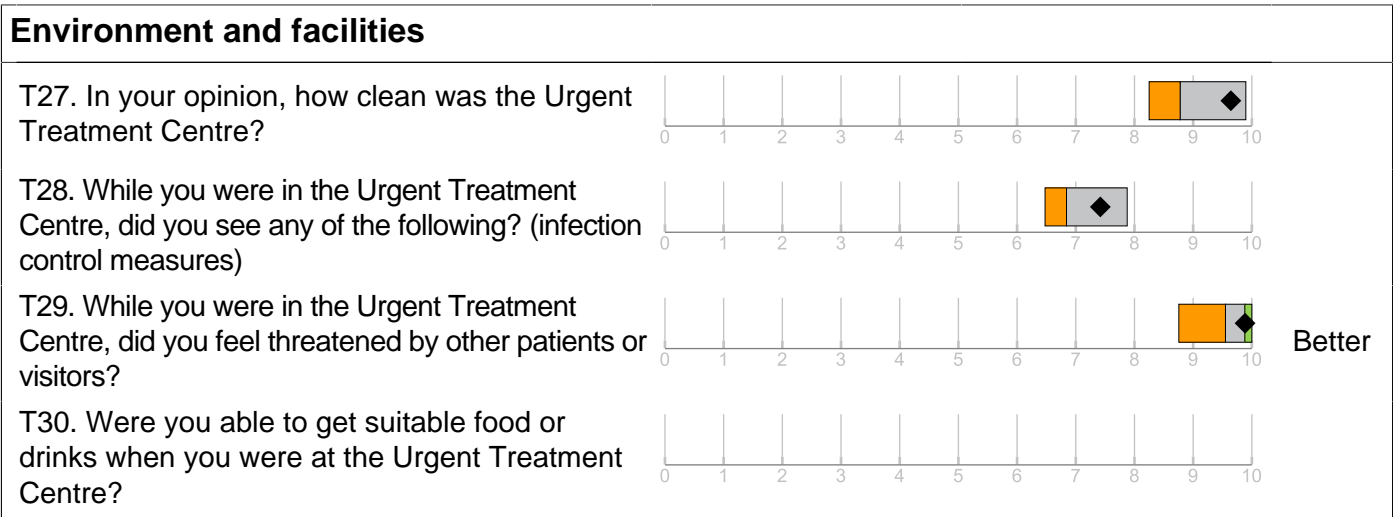 Environment and facilities
T27. In your opinion, how clean was the Urgent
Treatment Centre?
0 1 2 3 4 5 6 7 8 9 10
T28. While you were in the Urgent Treatment
Centre, did you see any of the following? (infection
control measures)
0 1 2 3 4 5 6 7 8 9 10
T29. While you were in the Urgent Treatment
Centre, did you feel threatened by other patients or
visitors?
0 1 2 3 4 5 6 7 8 9 10
Better
T30. Were you able to get suitable food or
drinks when you were at the Urgent Treatment
Centre?
0 1 2 3 4 5 6 7 8 9 10